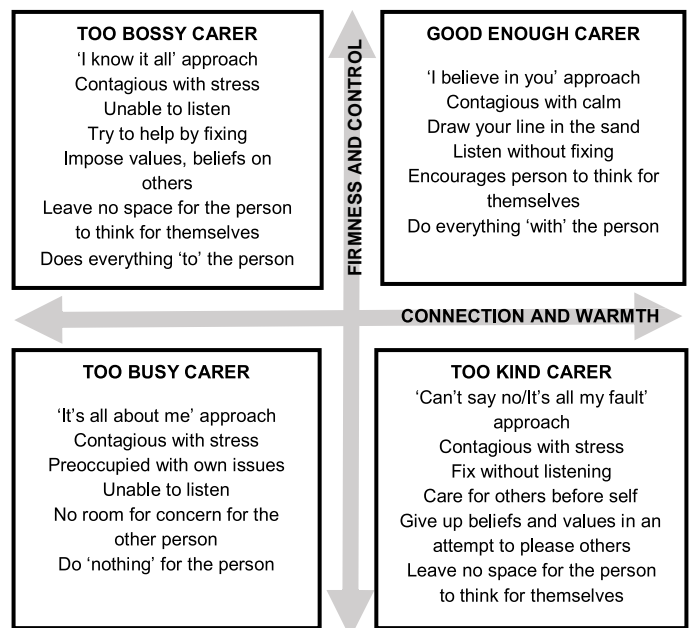 TOO BOSSY CARER
‘I know it all’ approach
Contagious with stress
Unable to listen
Try to help by fixing
Impose values, beliefs on
others
Leave no space for the person
to think for themselves
Does everything ‘to’ the person
FIRMNESS AND CONTROL
GOOD ENOUGH CARER
‘I believe in you’ approach
Contagious with calm
Draw your line in the sand
Listen without fixing
Encourages person to think for
themselves
Do everything ‘with’ the person
CONNECTION AND WARMTH
TOO BUSY CARER
‘It’s all about me’ approach
Contagious with stress
Preoccupied with own issues
Unable to listen
No room for concern for the
other person
Do ‘nothing’ for the person
TOO KIND CARER
‘Can’t say no/It’s all my fault’
approach
Contagious with stress
Fix without listening
Care for others before self
Give up beliefs and values in an
attempt to please others
Leave no space for the person
to think for themselves